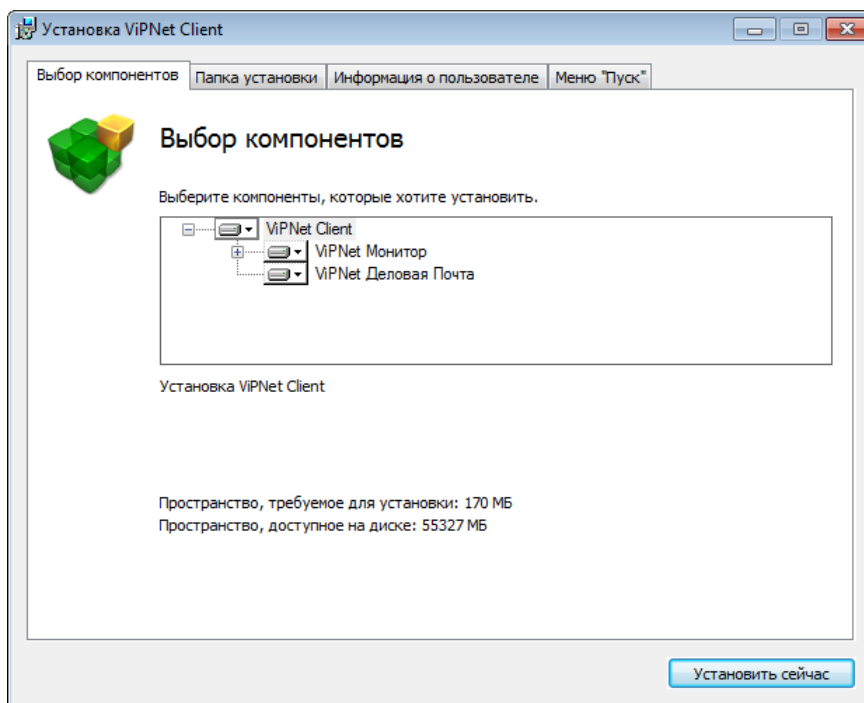 Установка ViPNet Client
Выбор компонентов
Папка установки
Информация о пользователе
Меню "Пуск"
Выбор компонентов
Выберите компоненты, которые хотите установить.
ViPNet Client
ViPNet Монитор
ViPNet Деловая Почта
Установка ViPNet Client
Пространство, требуемое для установки: 170 МБ
Пространство, доступное на диске: 55327 МБ
Установить сейчас